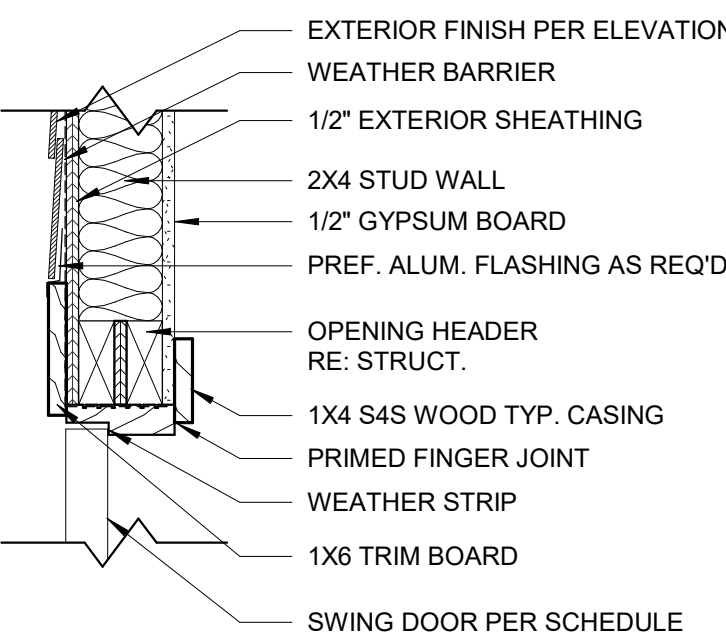 EXTERIOR FINISH PER ELEVATION
WEATHER BARRIER
1/2" EXTERIOR SHEATHING
2X4 STUD WALL
1/2" GYPSUM BOARD
PREF. ALUM. FLASHING AS REQ'D
OPENING HEADER
RE: STRUCT.
1X4 S4S WOOD TYP. CASING
PRIMED FINGER JOINT
WEATHER STRIP
1X6 TRIM BOARD
SWING DOOR PER SCHEDULE